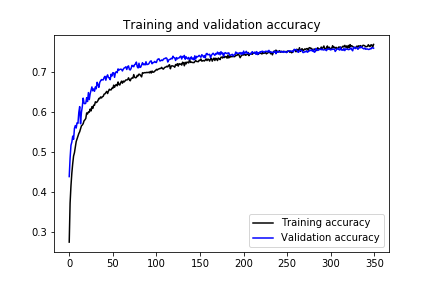 Training and validation accuracy
0.7
0.6
0.5
0.4
0.3
Training accuracy
Validation accuracy
0 50 100 150 200 250 300 350